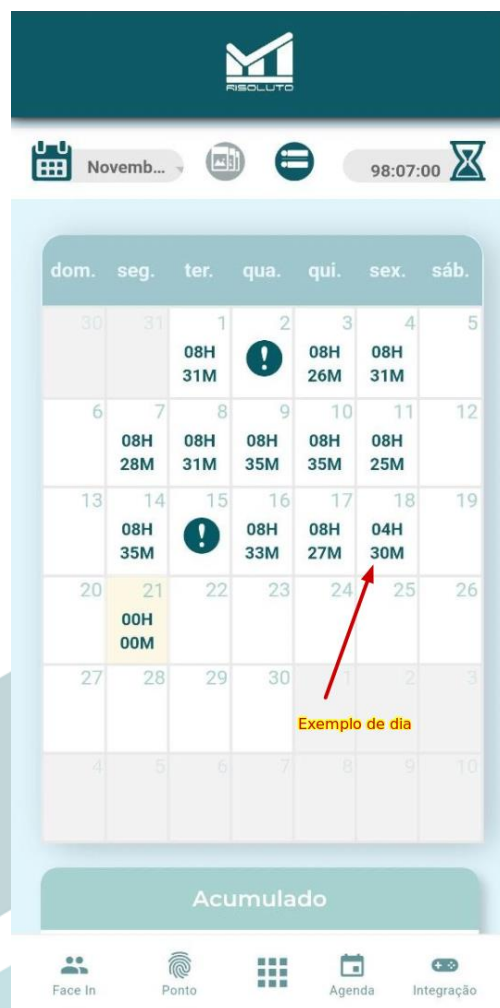 RISOLUTO
Novemb...
98:07:00
dom. seg. ter. qua. qui. sex. sáb.
30 31 1 2 3 4 5
08H 08H 08H
31M 26M 31M
6 7 8 9 10 11 12
08H 08H 08H 08H 08H
28M 31M 35M 35M 25M
13 14 15 16 17 18 19
08H 08H 08H 04H
35M 33M 27M 30M
20 21 22 23 24 25 26
00H
00M
27 28 29 30 1 2 3
Exemplo de dia
4 5 6 7 8 9 10
Acumulado
Face In Ponto Agenda Integração